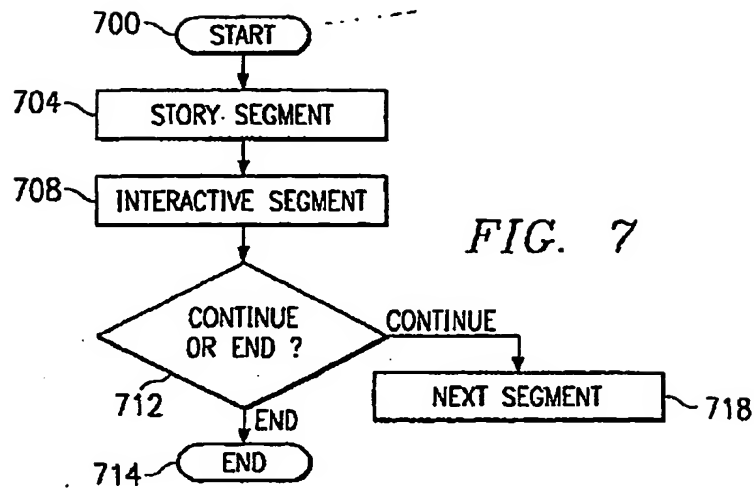 700 START
704 STORY SEGMENT
708 INTERACTIVE SEGMENT
FIG. 7
CONTINUE
OR END ?
CONTINUE
712
NEXT SEGMENT 718
END
714 END